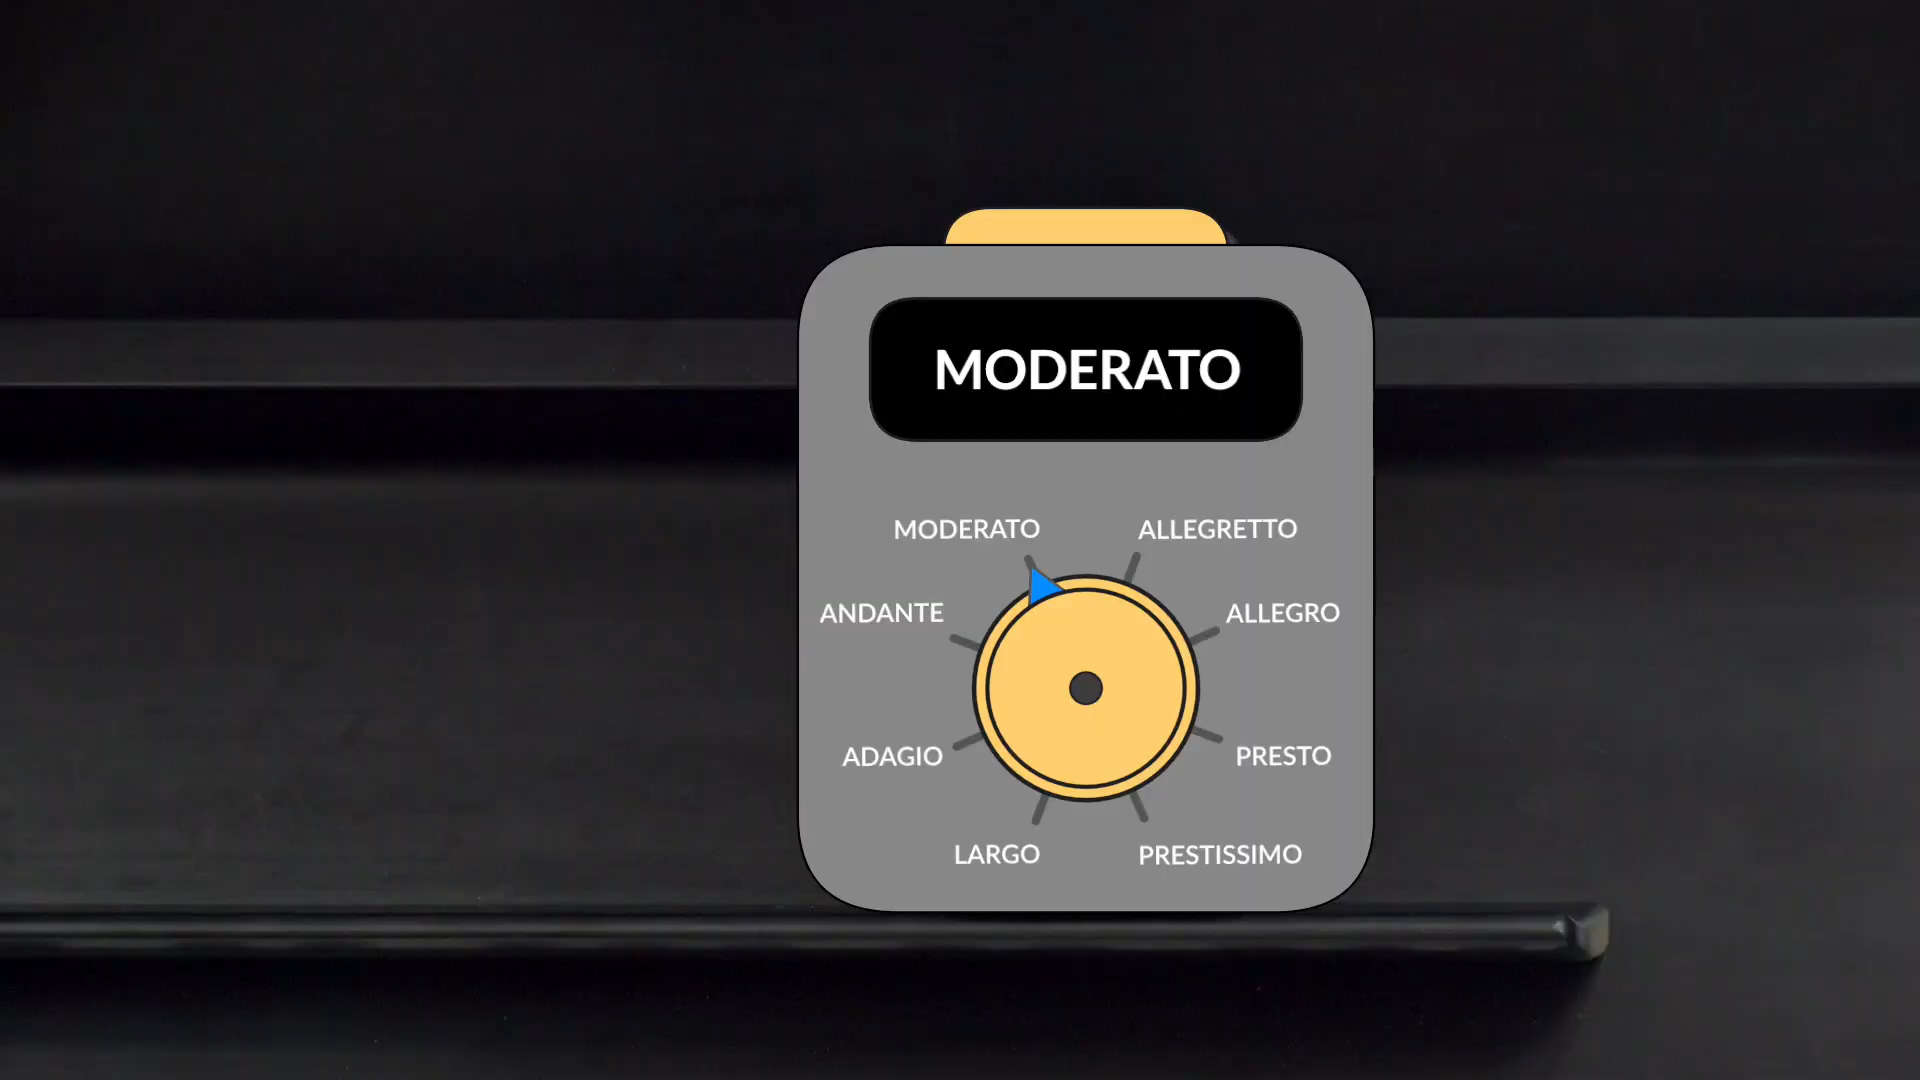 MODERATO
MODERATO
ALLEGRETTO
ANDANTE
ALLEGRO
ADAGIO
PRESTO
LARGO
PRESTISSIMO